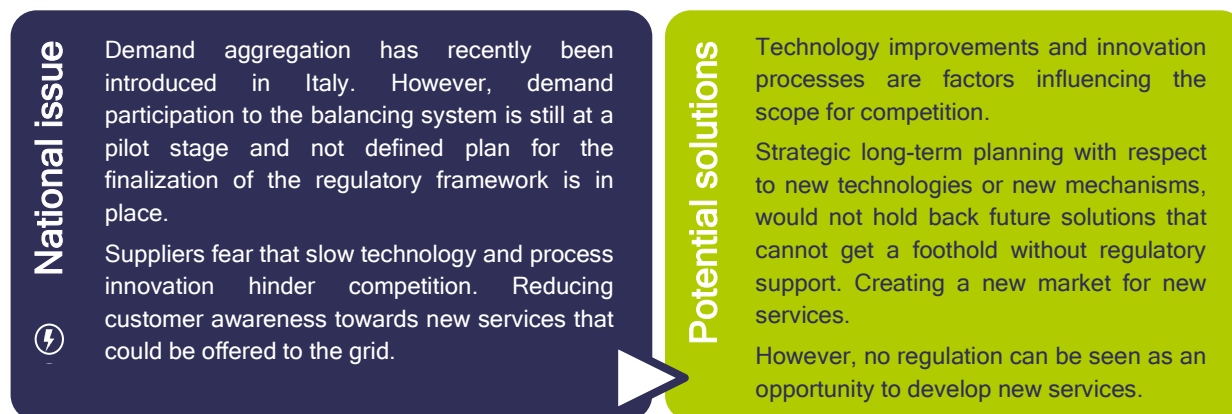 National issue
Demand aggregation has recently been
introduced in Italy. However, demand
participation to the balancing system is still at a
pilot stage and not defined plan for the
finalization of the regulatory framework is in
place.
Suppliers fear that slow technology and process
innovation hinder competition. Reducing
customer awareness towards new services that
could be offered to the grid.
Potential solutions
Technology improvements and innovation
processes are factors influencing the
scope for competition.
Strategic long-term planning with respect
to new technologies or new mechanisms,
would not hold back future solutions that
cannot get a foothold without regulatory
support. Creating a new market for new
services.
However, no regulation can be seen as an
opportunity to develop new services.